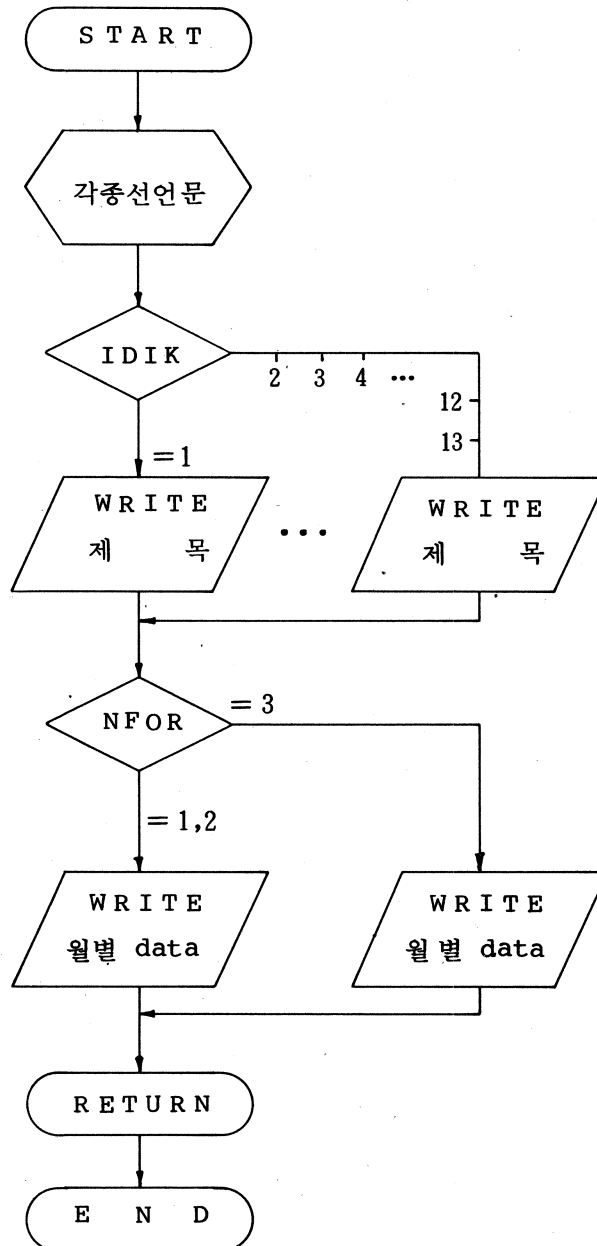 START
각종선언문
IDIK
2 3 4 ...
12
13
=1
WRITE
제 목
...
WRITE
제 목
NFOR
=3
=1,2
WRITE
월별 data
WRITE
월별 data
RETURN
END